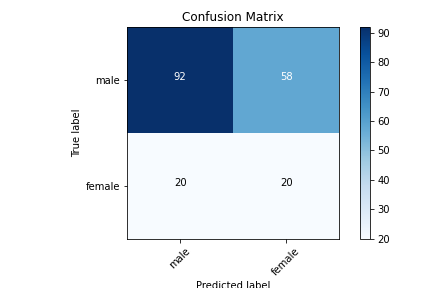 Confusion Matrix
True label
male
female
92
58
20
20
male
female
Predicted label
90
80
70
60
50
40
30
20